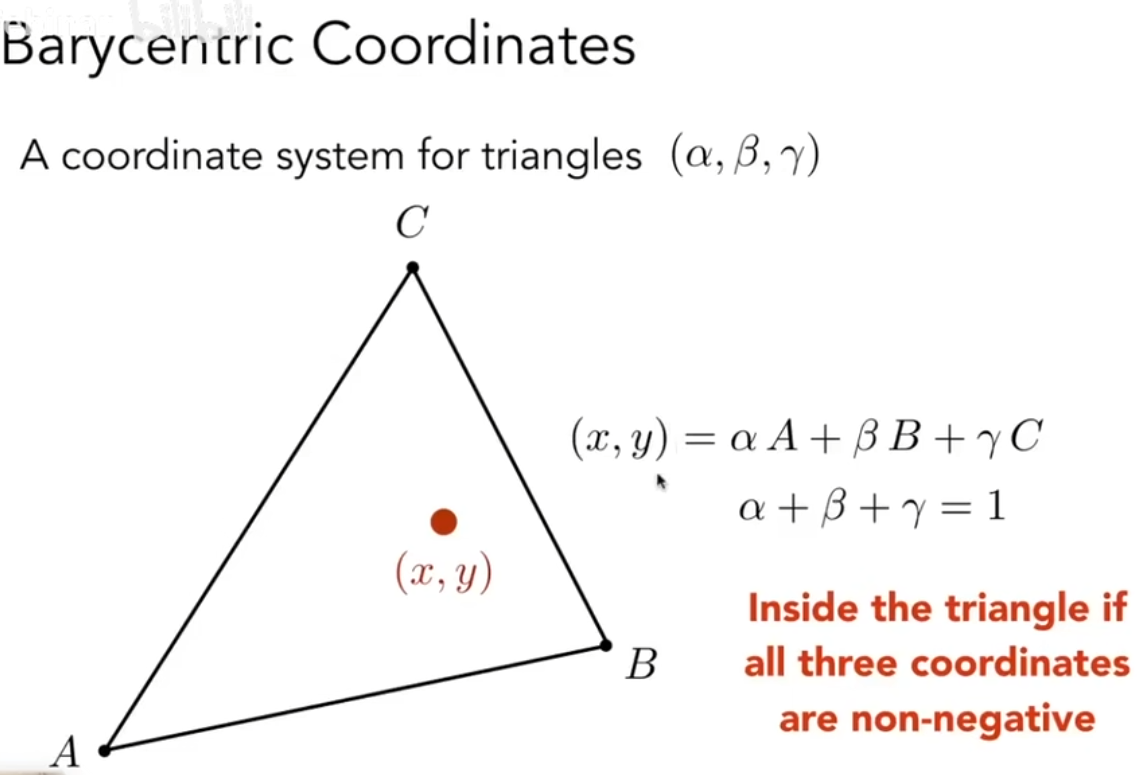 Barycentric Coordinates
A coordinate system for triangles (α, β, γ)
C
(x, y) = α A + β B + γ C
α + β + γ = 1
(x, y)
Inside the triangle if
all three coordinates
are non-negative
B
A